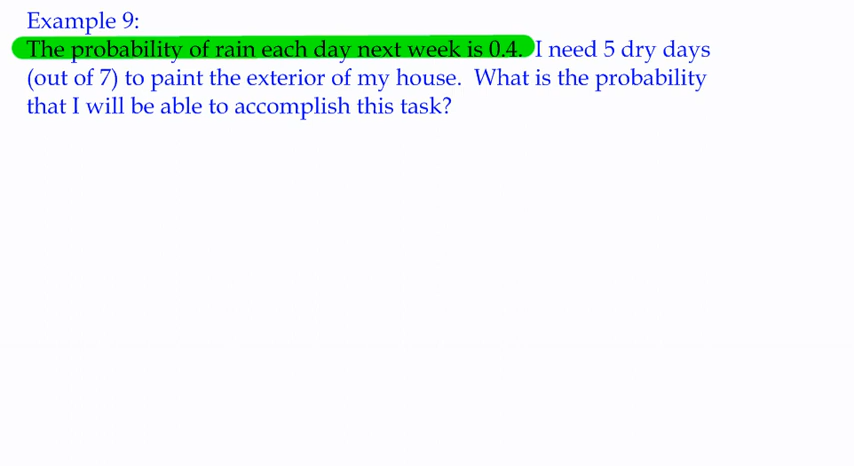 Example 9:
The probability of rain each day next week is 0.4. I need 5 dry days
(out of 7) to paint the exterior of my house. What is the probability
that I will be able to accomplish this task?